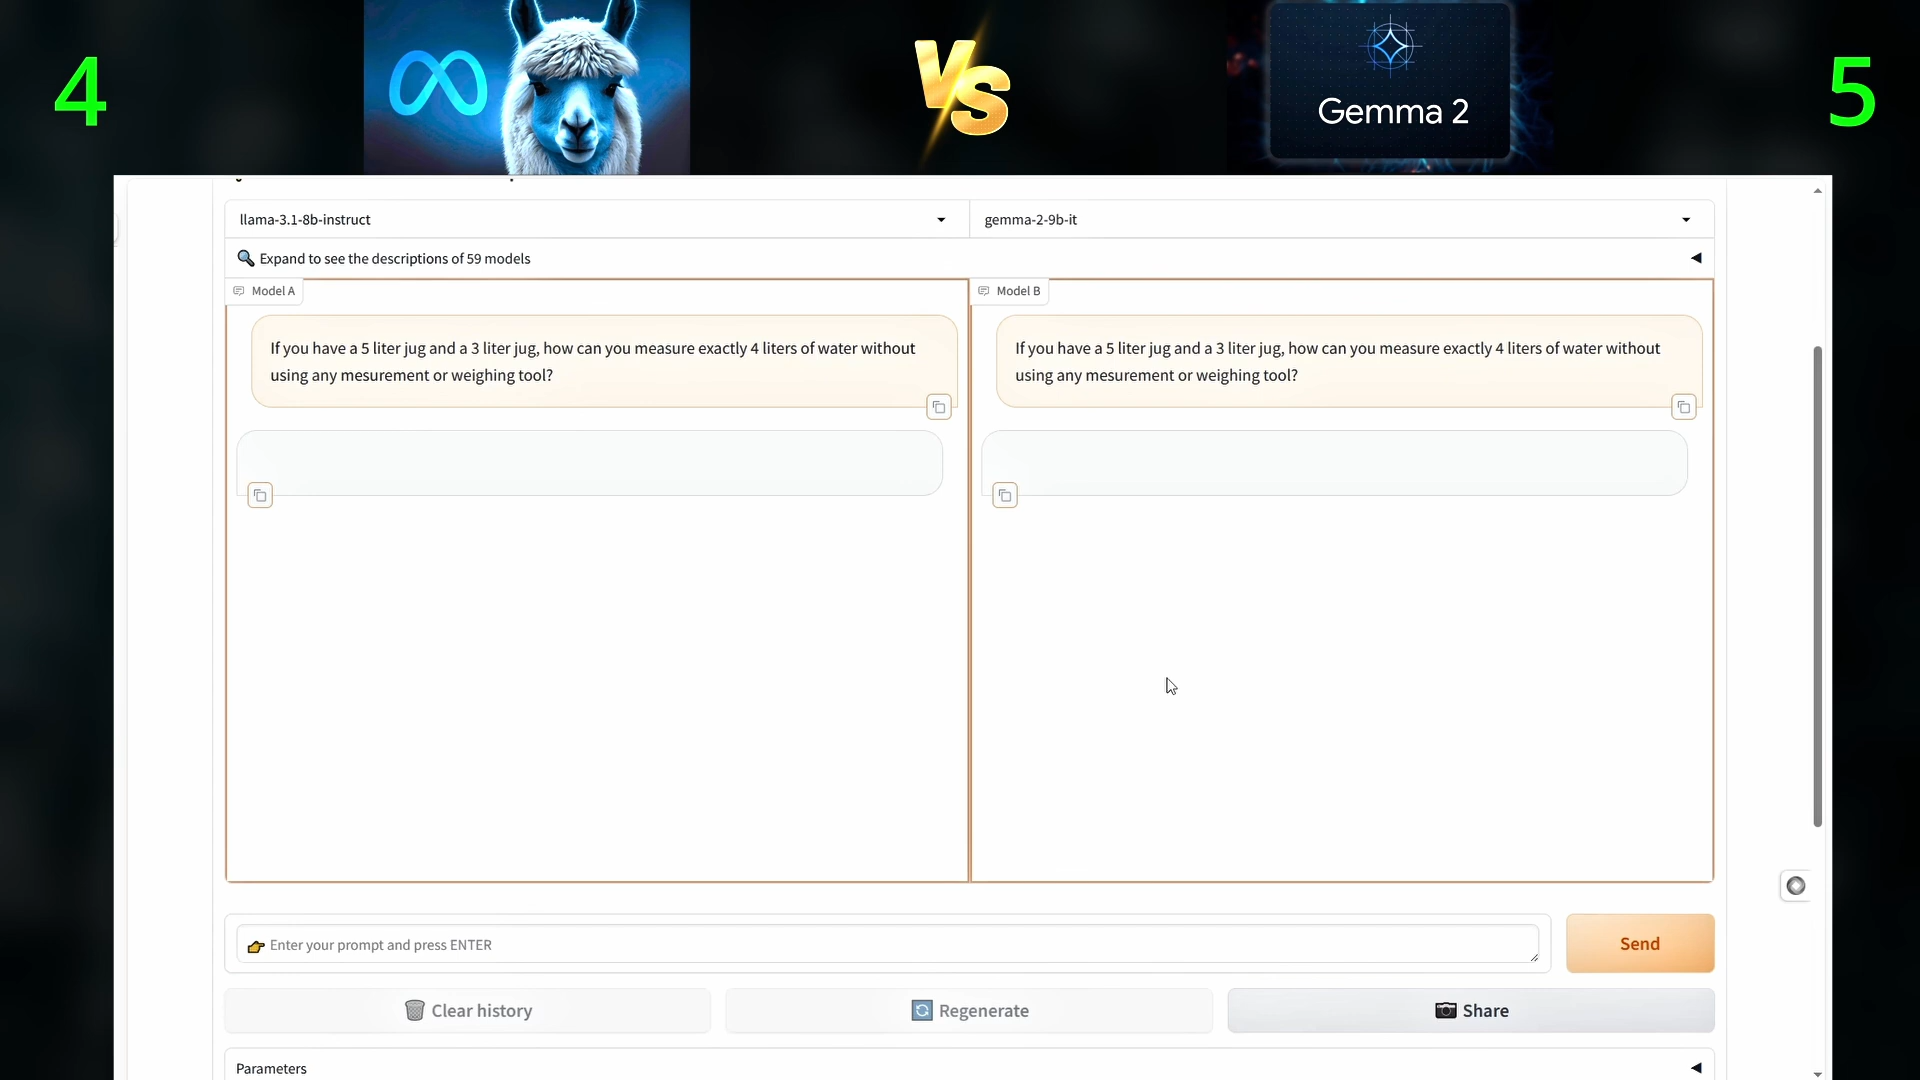 4
VS
Gemma 2
5
llama-3.1-8b-instruct
gemma-2-9b-it
Expand to see the descriptions of 59 models
Model A
Model B
If you have a 5 liter jug and a 3 liter jug, how can you measure exactly 4 liters of water without
using any mesurement or weighing tool?
If you have a 5 liter jug and a 3 liter jug, how can you measure exactly 4 liters of water without
using any mesurement or weighing tool?
Enter your prompt and press ENTER
Send
Clear history
Regenerate
Share
Parameters